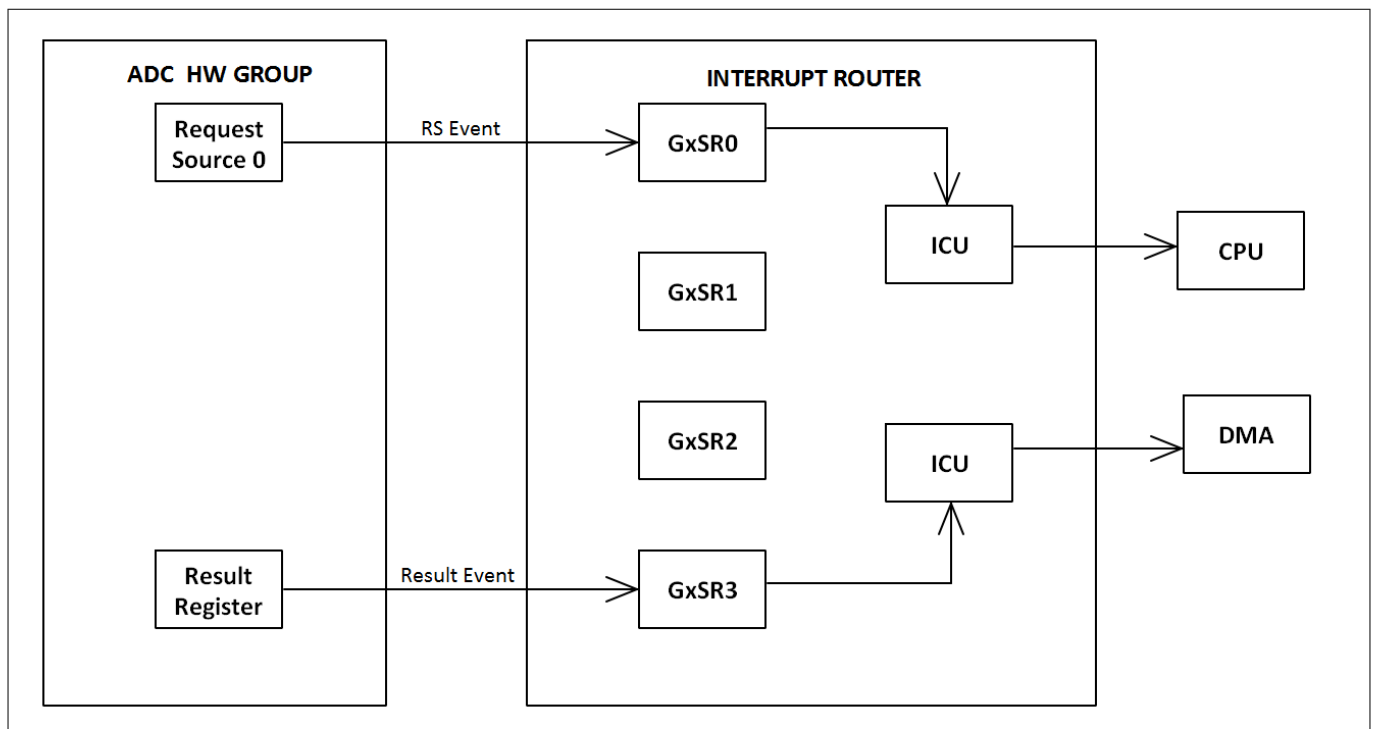 ADC HW GROUP
INTERRUPT ROUTER
Request
Source 0
RS Event
GxSR0
ICU
CPU
GxSR1
GxSR2
ICU
DMA
Result
Register
Result Event
GxSR3